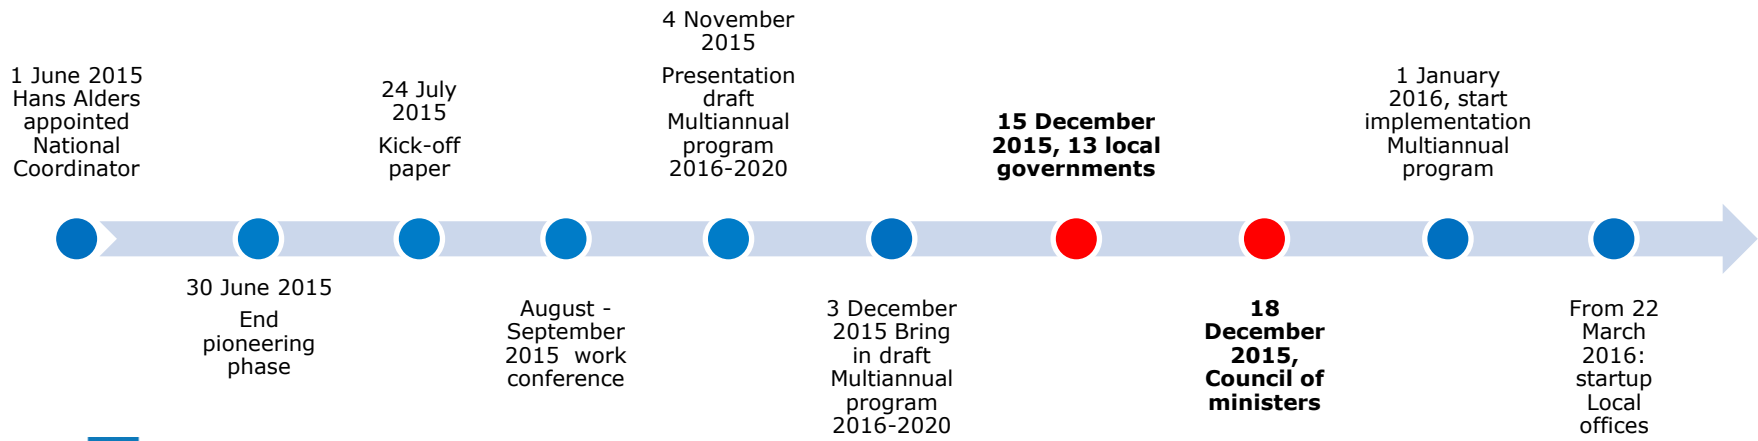 1 June 2015
Hans Alders
appointed
National
Coordinator
30 June 2015
End
pioneering
phase
24 July
2015
Kick-off
paper
August -
September
2015  work
conference
4 November
2015
Presentation
draft
Multiannual
program
2016-2020
3 December
2015 Bring
in draft
Multiannual
program
2016-2020
15 December
2015, 13 local
governments
18
December
2015,
Council of
ministers
1 January
2016, start
implementation
Multiannual
program
From 22
March
2016:
startup
Local
offices